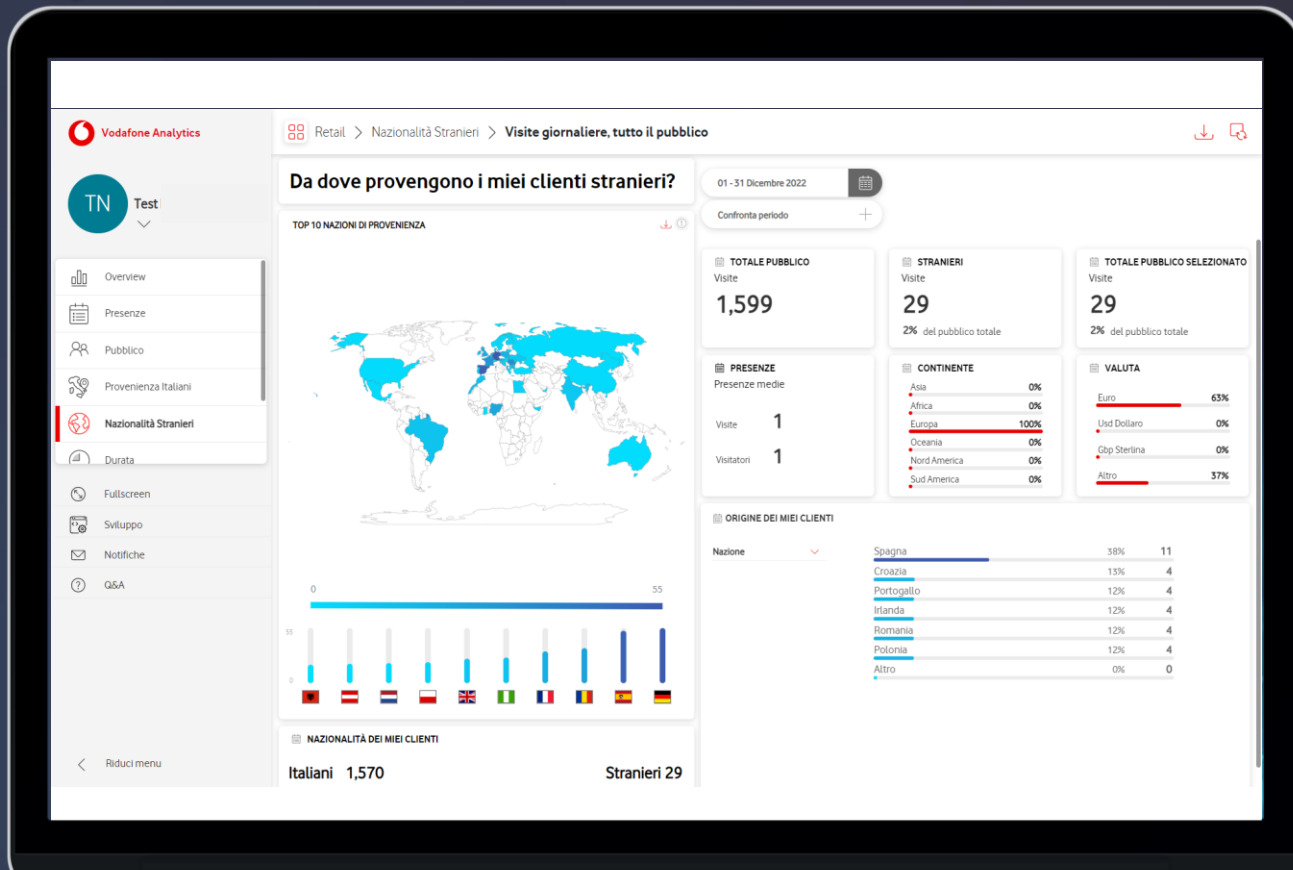 Vodafone Analytics
Retail > Nazionalità Stranieri > Visite giornaliere, tutto il pubblico
TN
Test
Overview
Presenze
Pubblico
Provenienza Italiani
Nazionalità Stranieri
Durata
Fullscreen
Sviluppo
Notifiche
Q&A
Riduci menu
Da dove provengono i miei clienti stranieri?
TOP 10 NAZIONI DI PROVENIENZA
0 55
55
0
NAZIONALITÀ DEI MIEI CLIENTI
Italiani 1,570 Stranieri 29
01 - 31 Dicembre 2022
Confronta periodo
TOTALE PUBBLICO
Visite
1,599
STRANIERI
Visite
29
2% del pubblico totale
TOTALE PUBBLICO SELEZIONATO
Visite
29
2% del pubblico totale
PRESENZE
Presenze medie
Visite 1
Visitatori 1
CONTINENTE
Asia 0%
Africa 0%
Europa 100%
Oceania 0%
Nord America 0%
Sud America 0%
VALUTA
Euro 63%
Usd Dollaro 0%
Gbp Sterlina 0%
Altro 37%
ORIGINE DEI MIEI CLIENTI
Nazione
Spagna 38% 11
Croazia 13% 4
Portogallo 12% 4
Irlanda 12% 4
Romania 12% 4
Polonia 12% 4
Altro 0% 0